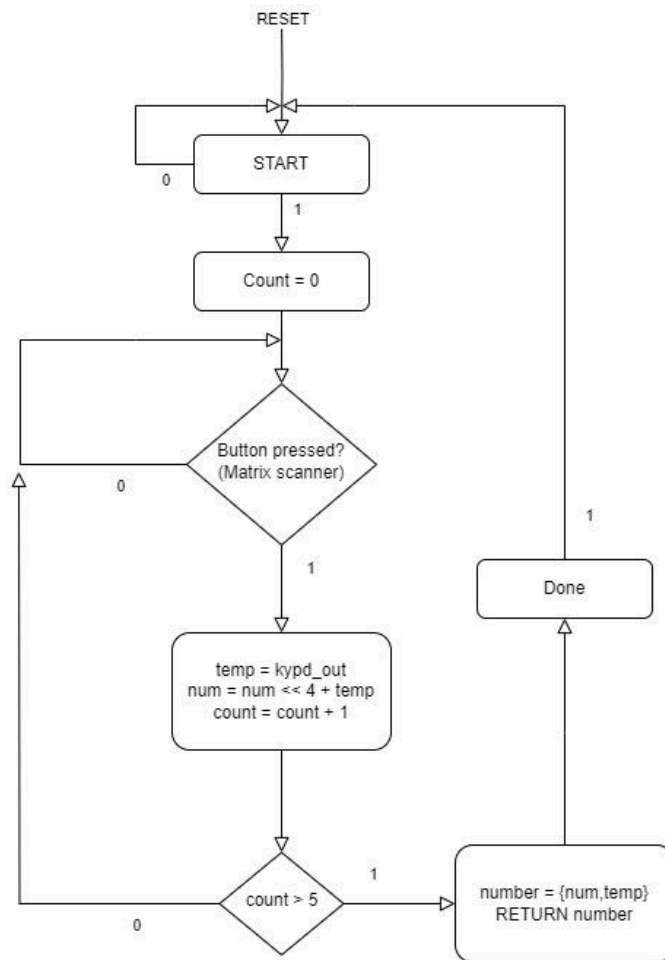 RESET
START
0
1
Count = 0
Button pressed?
(Matrix scanner)
0
1
1
Done
temp = kypd_out
num = num << 4 + temp
count = count + 1
count > 5
1
0
number = {num,temp}
RETURN number